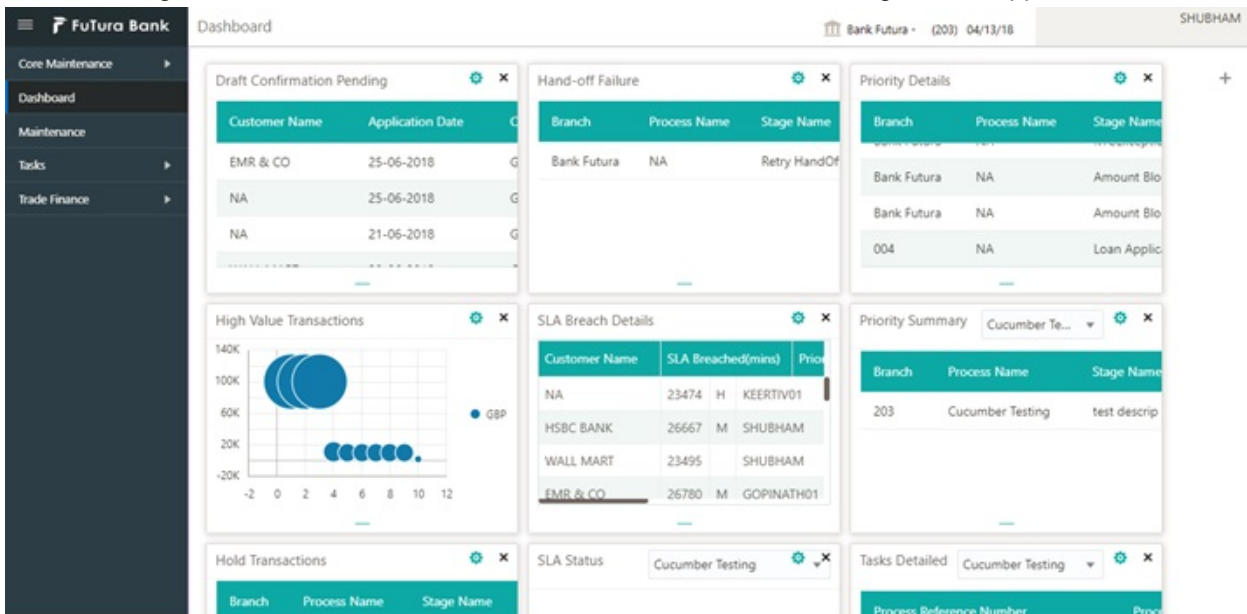 FuTura Bank
Dashboard
Bank Futura - (203) 04/13/18
SHUBHAM
Core Maintenance
Dashboard
Maintenance
Tasks
Trade Finance
Draft Confirmation Pending
Customer Name Application Date
EMR & CO 25-06-2018 G
NA 25-06-2018 G
NA 21-06-2018 G
Hand-off Failure
Branch Process Name Stage Name
Bank Futura NA Retry HandOf
Priority Details
Branch Process Name Stage Name
Bank Futura NA Amount Blo
Bank Futura NA Amount Blo
004 NA Loan Applic
High Value Transactions
140K
100K
60K
20K
-20K
-2 0 2 4 6 8 10 12
GBP
SLA Breach Details
Customer Name SLA Breached(mins) Prior
NA 23474 H KEERTIV01
HSBC BANK 26667 M SHUBHAM
WALL MART 23495 SHUBHAM
EMR & CO 26780 M GOPINATH01
Priority Summary Cucumber Te...
Branch Process Name Stage Name
203 Cucumber Testing test descrip
Hold Transactions
Branch Process Name Stage Name
SLA Status Cucumber Testing
Tasks Detailed Cucumber Testing
Process Reference Number Proce